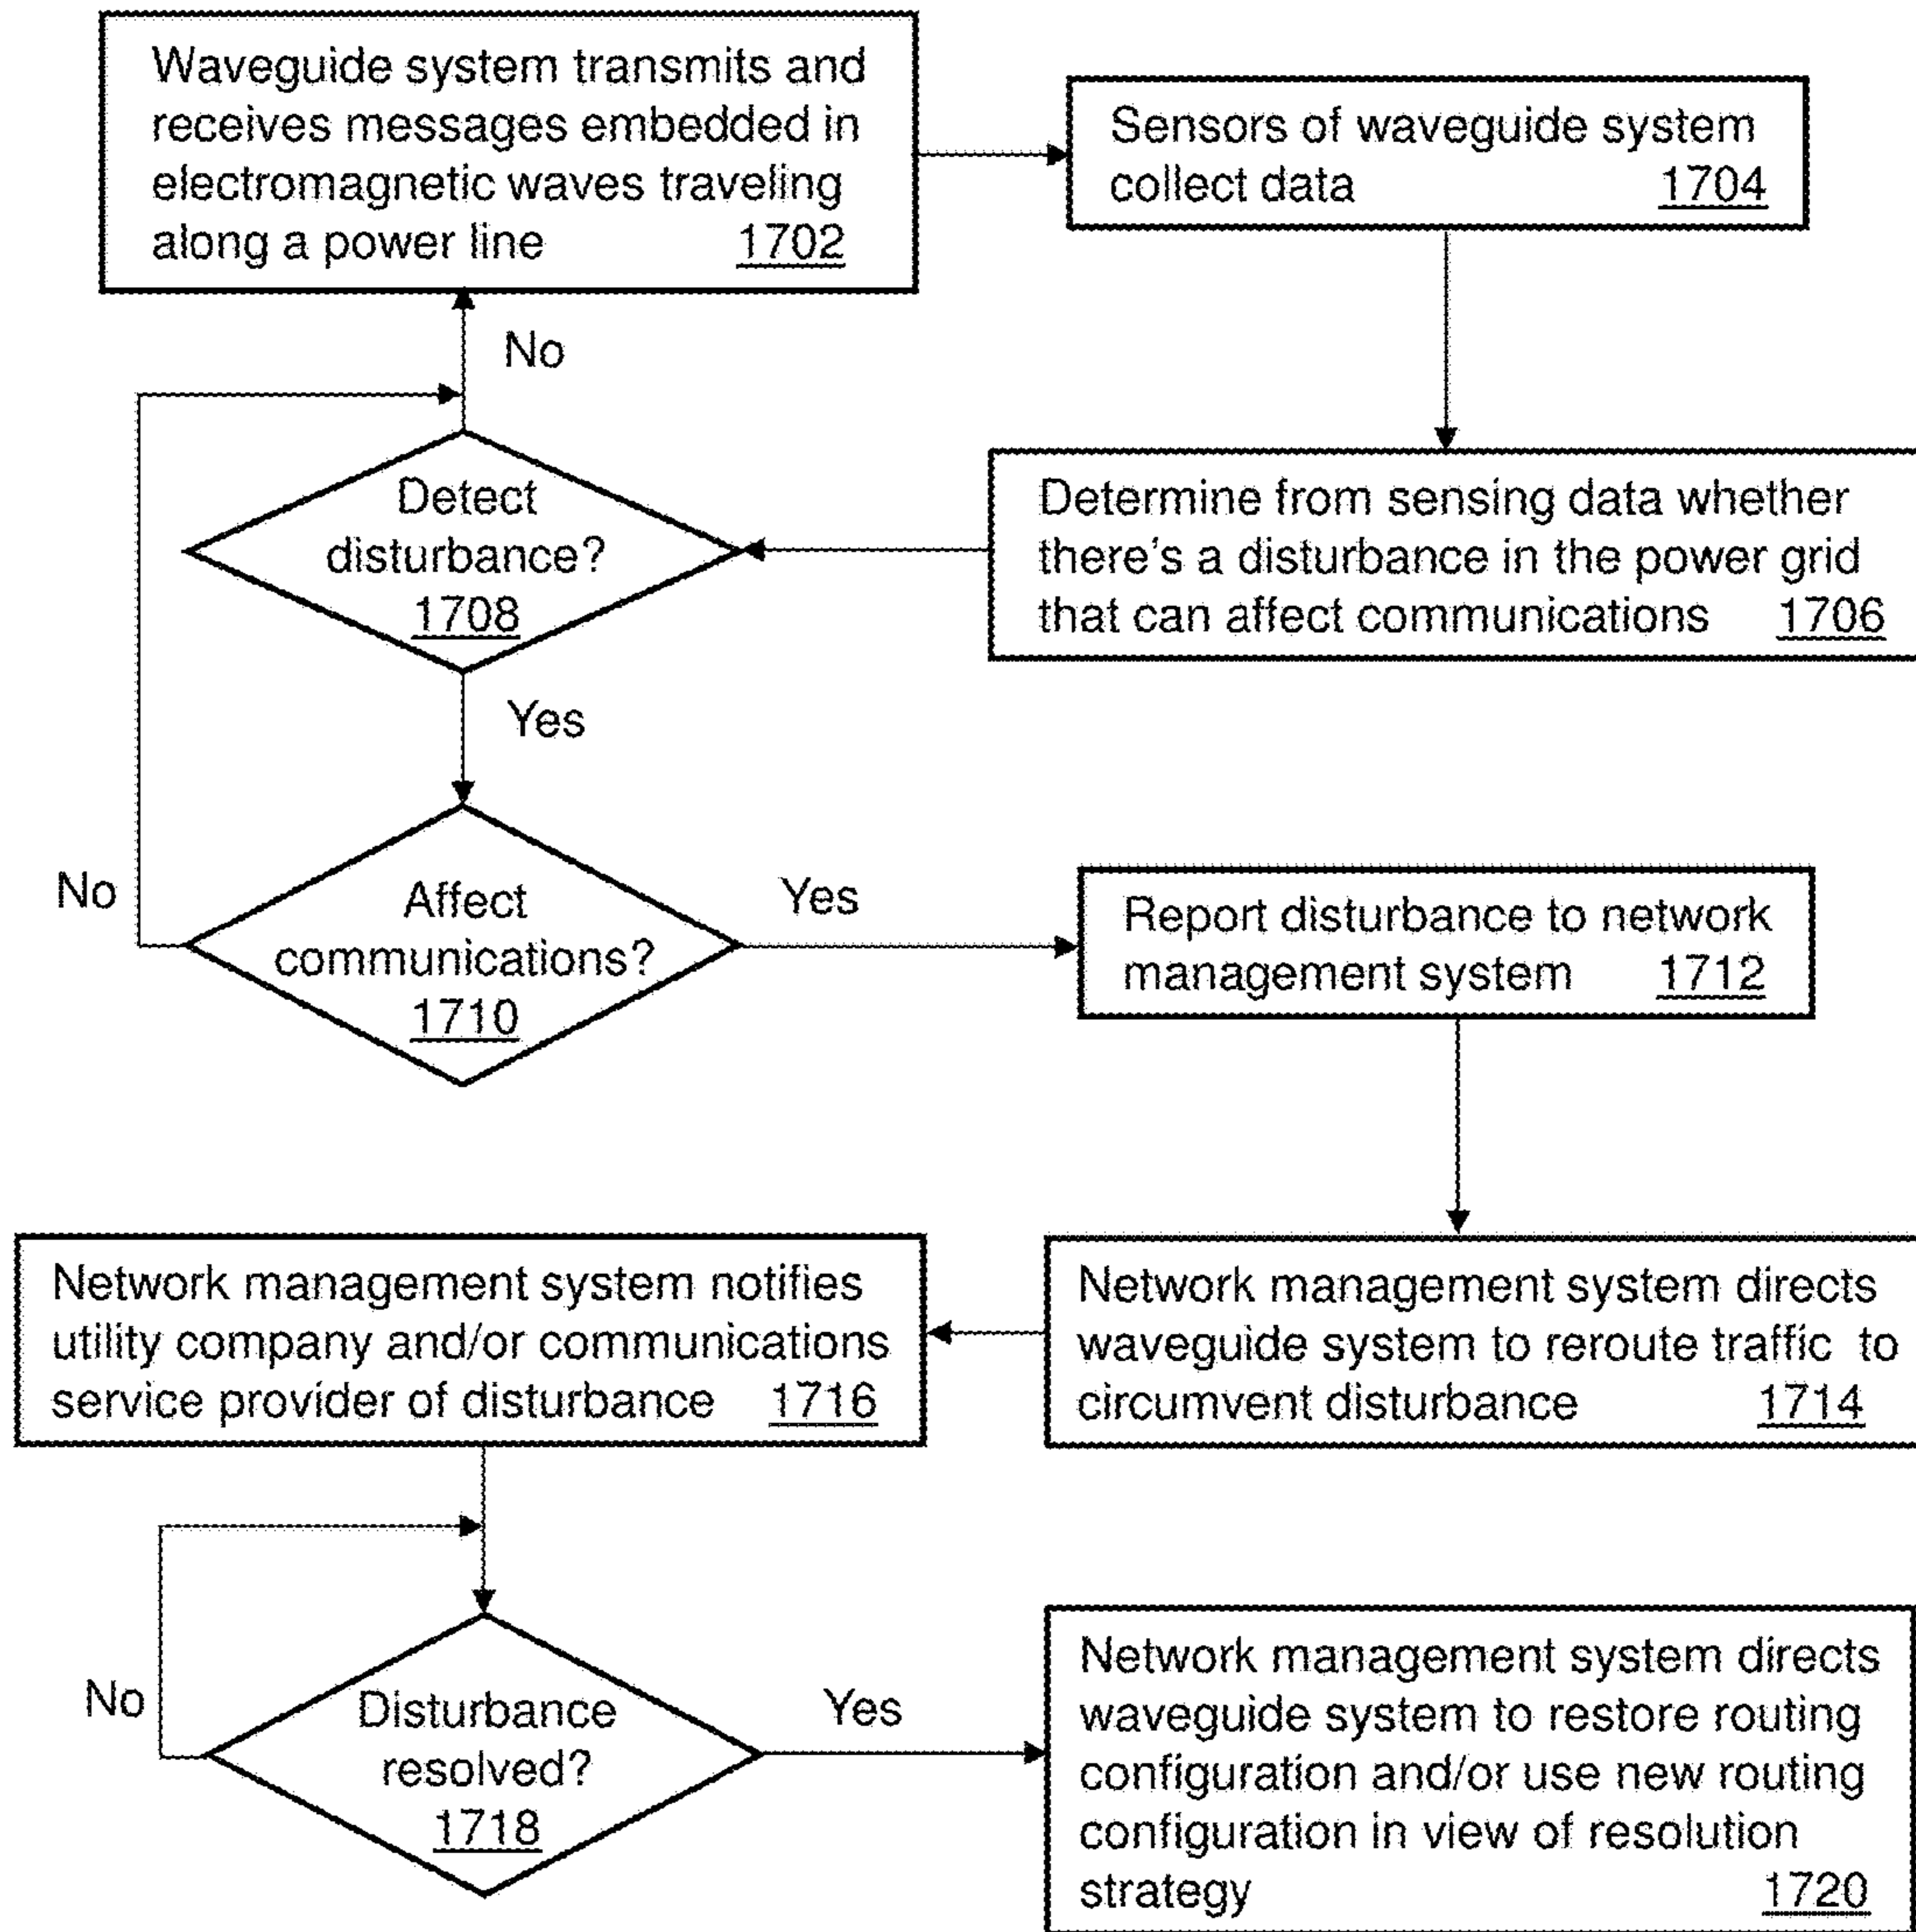 Waveguide system transmits and
receives messages embedded in
electromagnetic waves traveling
along a power line 1702
Sensors of waveguide system
collect data 1704
No
Detect
disturbance?
1708
Determine from sensing data whether
there's a disturbance in the power grid
that can affect communications 1706
Yes
No
Affect
communications?
1710
Yes
Report disturbance to network
management system 1712
Network management system notifies
utility company and/or communications
service provider of disturbance 1716
Network management system directs
waveguide system to reroute traffic to
circumvent disturbance 1714
No
Disturbance
resolved?
1718
Yes
Network management system directs
waveguide system to restore routing
configuration and/or use new routing
configuration in view of resolution
strategy 1720